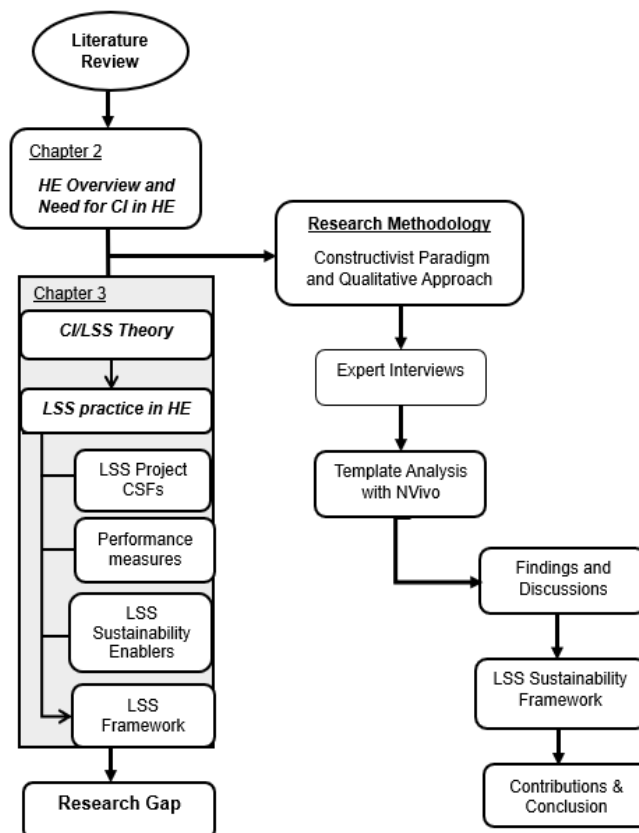 Literature
Review
Chapter 2
HE Overview and
Need for CI in HE
Chapter 3
CI/LSS Theory
LSS practice in HE
LSS Project
CSFs
Performance
measures
LSS
Sustainability
Enablers
LSS
Framework
Research Gap
Research Methodology
Constructivist Paradigm
and Qualitative Approach
Expert Interviews
Template Analysis
with NVivo
Findings and
Discussions
LSS Sustainability
Framework
Contributions &
Conclusion